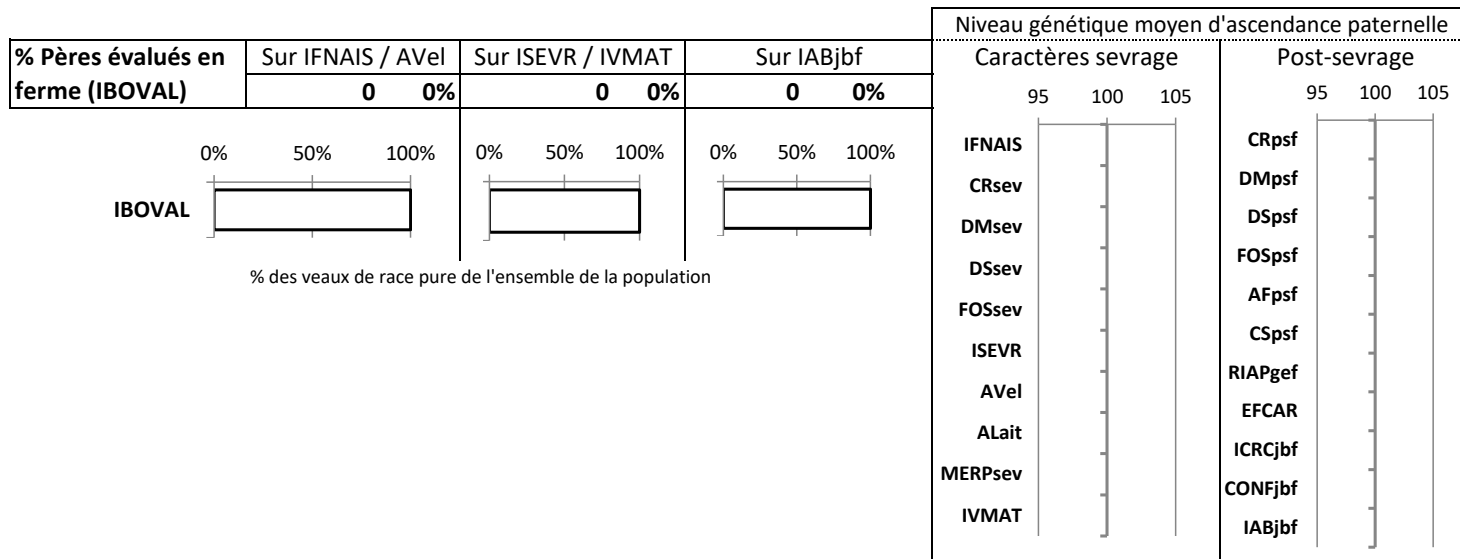 Niveau génétique moyen d'ascendance paternelle
% Pères évalués en ferme (IBOVAL)
Sur IFNAIS / AVel
Sur ISEVR / IVMAT
Sur IABjbf
0 0%
0 0%
0 0%
0% 50% 100%
0% 50% 100%
0% 50% 100%
IBOVAL
% des veaux de race pure de l'ensemble de la population
Caractères sevrage
95 100 105
IFNAIS
CRsev
DMsev
DSsev
FOSsev
ISEVR
AVel
ALait
MERPsev
IVMAT
Post-sevrage
95 100 105
CRpsf
DMpsf
DSpsf
FOSpsf
AFpsf
CSpsf
RIAPgef
EFCAR
ICRCjbf
CONFjbf
IABjbf